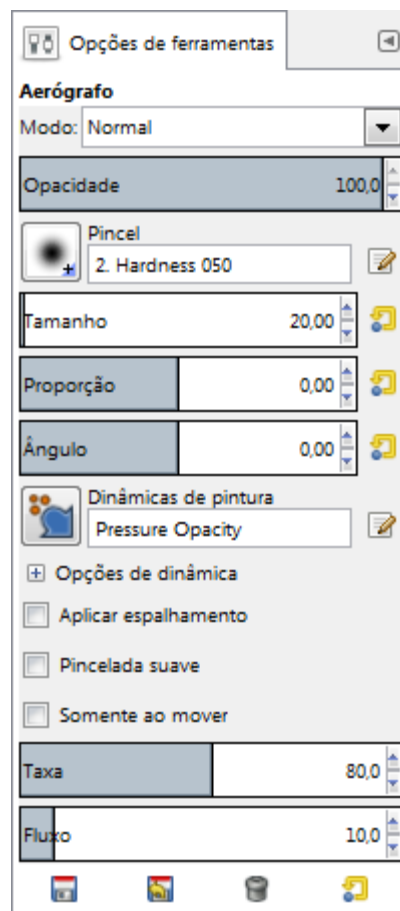 Opções de ferramentas
Aerógrafo
Modo: Normal
Opacidade 100,0
Pincel
2. Hardness 050
Tamanho 20,00
Proporção 0,00
Ângulo 0,00
Dinâmicas de pintura
Pressure Opacity
Opções de dinâmica
Aplicar espalhamento
Pincelada suave
Somente ao mover
Taxa 80,0
Fluxo 10,0